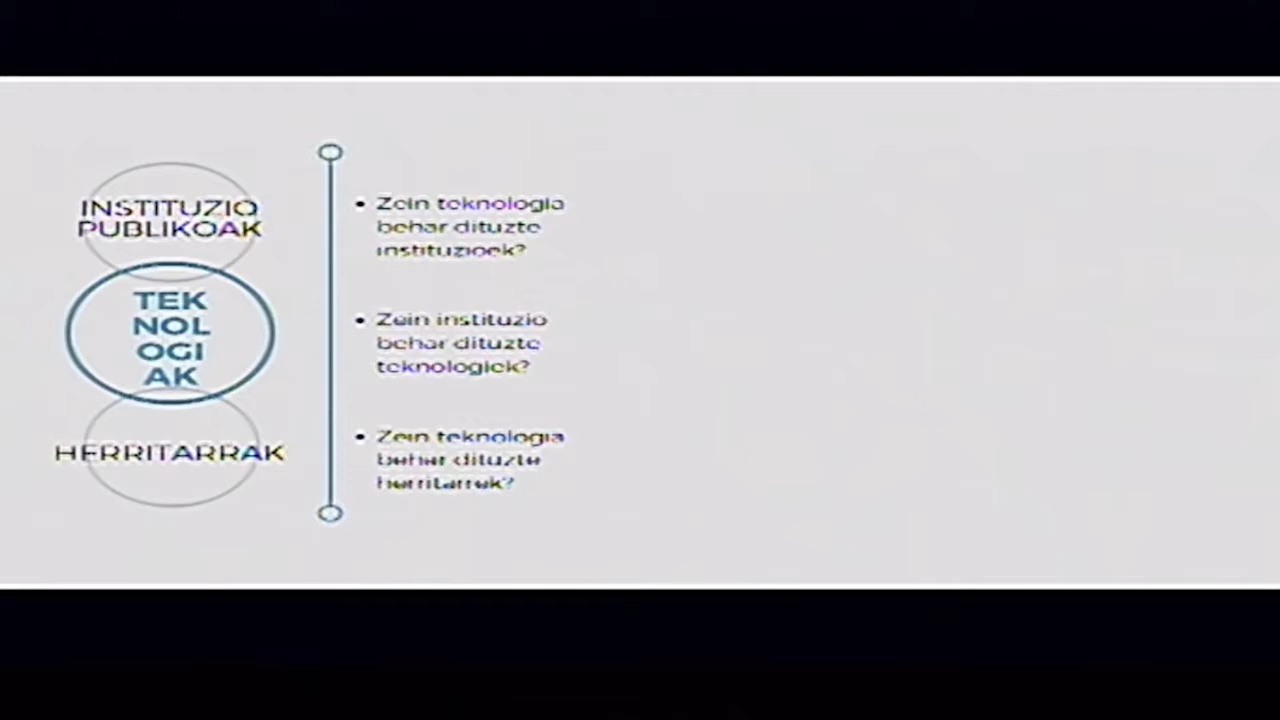 INSTITUZIO
PUBLIKOAK
TEK
NOL
OGI
AK
HERRITARRAK
• Zein teknologia
behar dituzte
instituzioek?
• Zein instituzio
behar dituzte
teknologiek?
• Zein teknologia
behar dituzte
herritarrek?